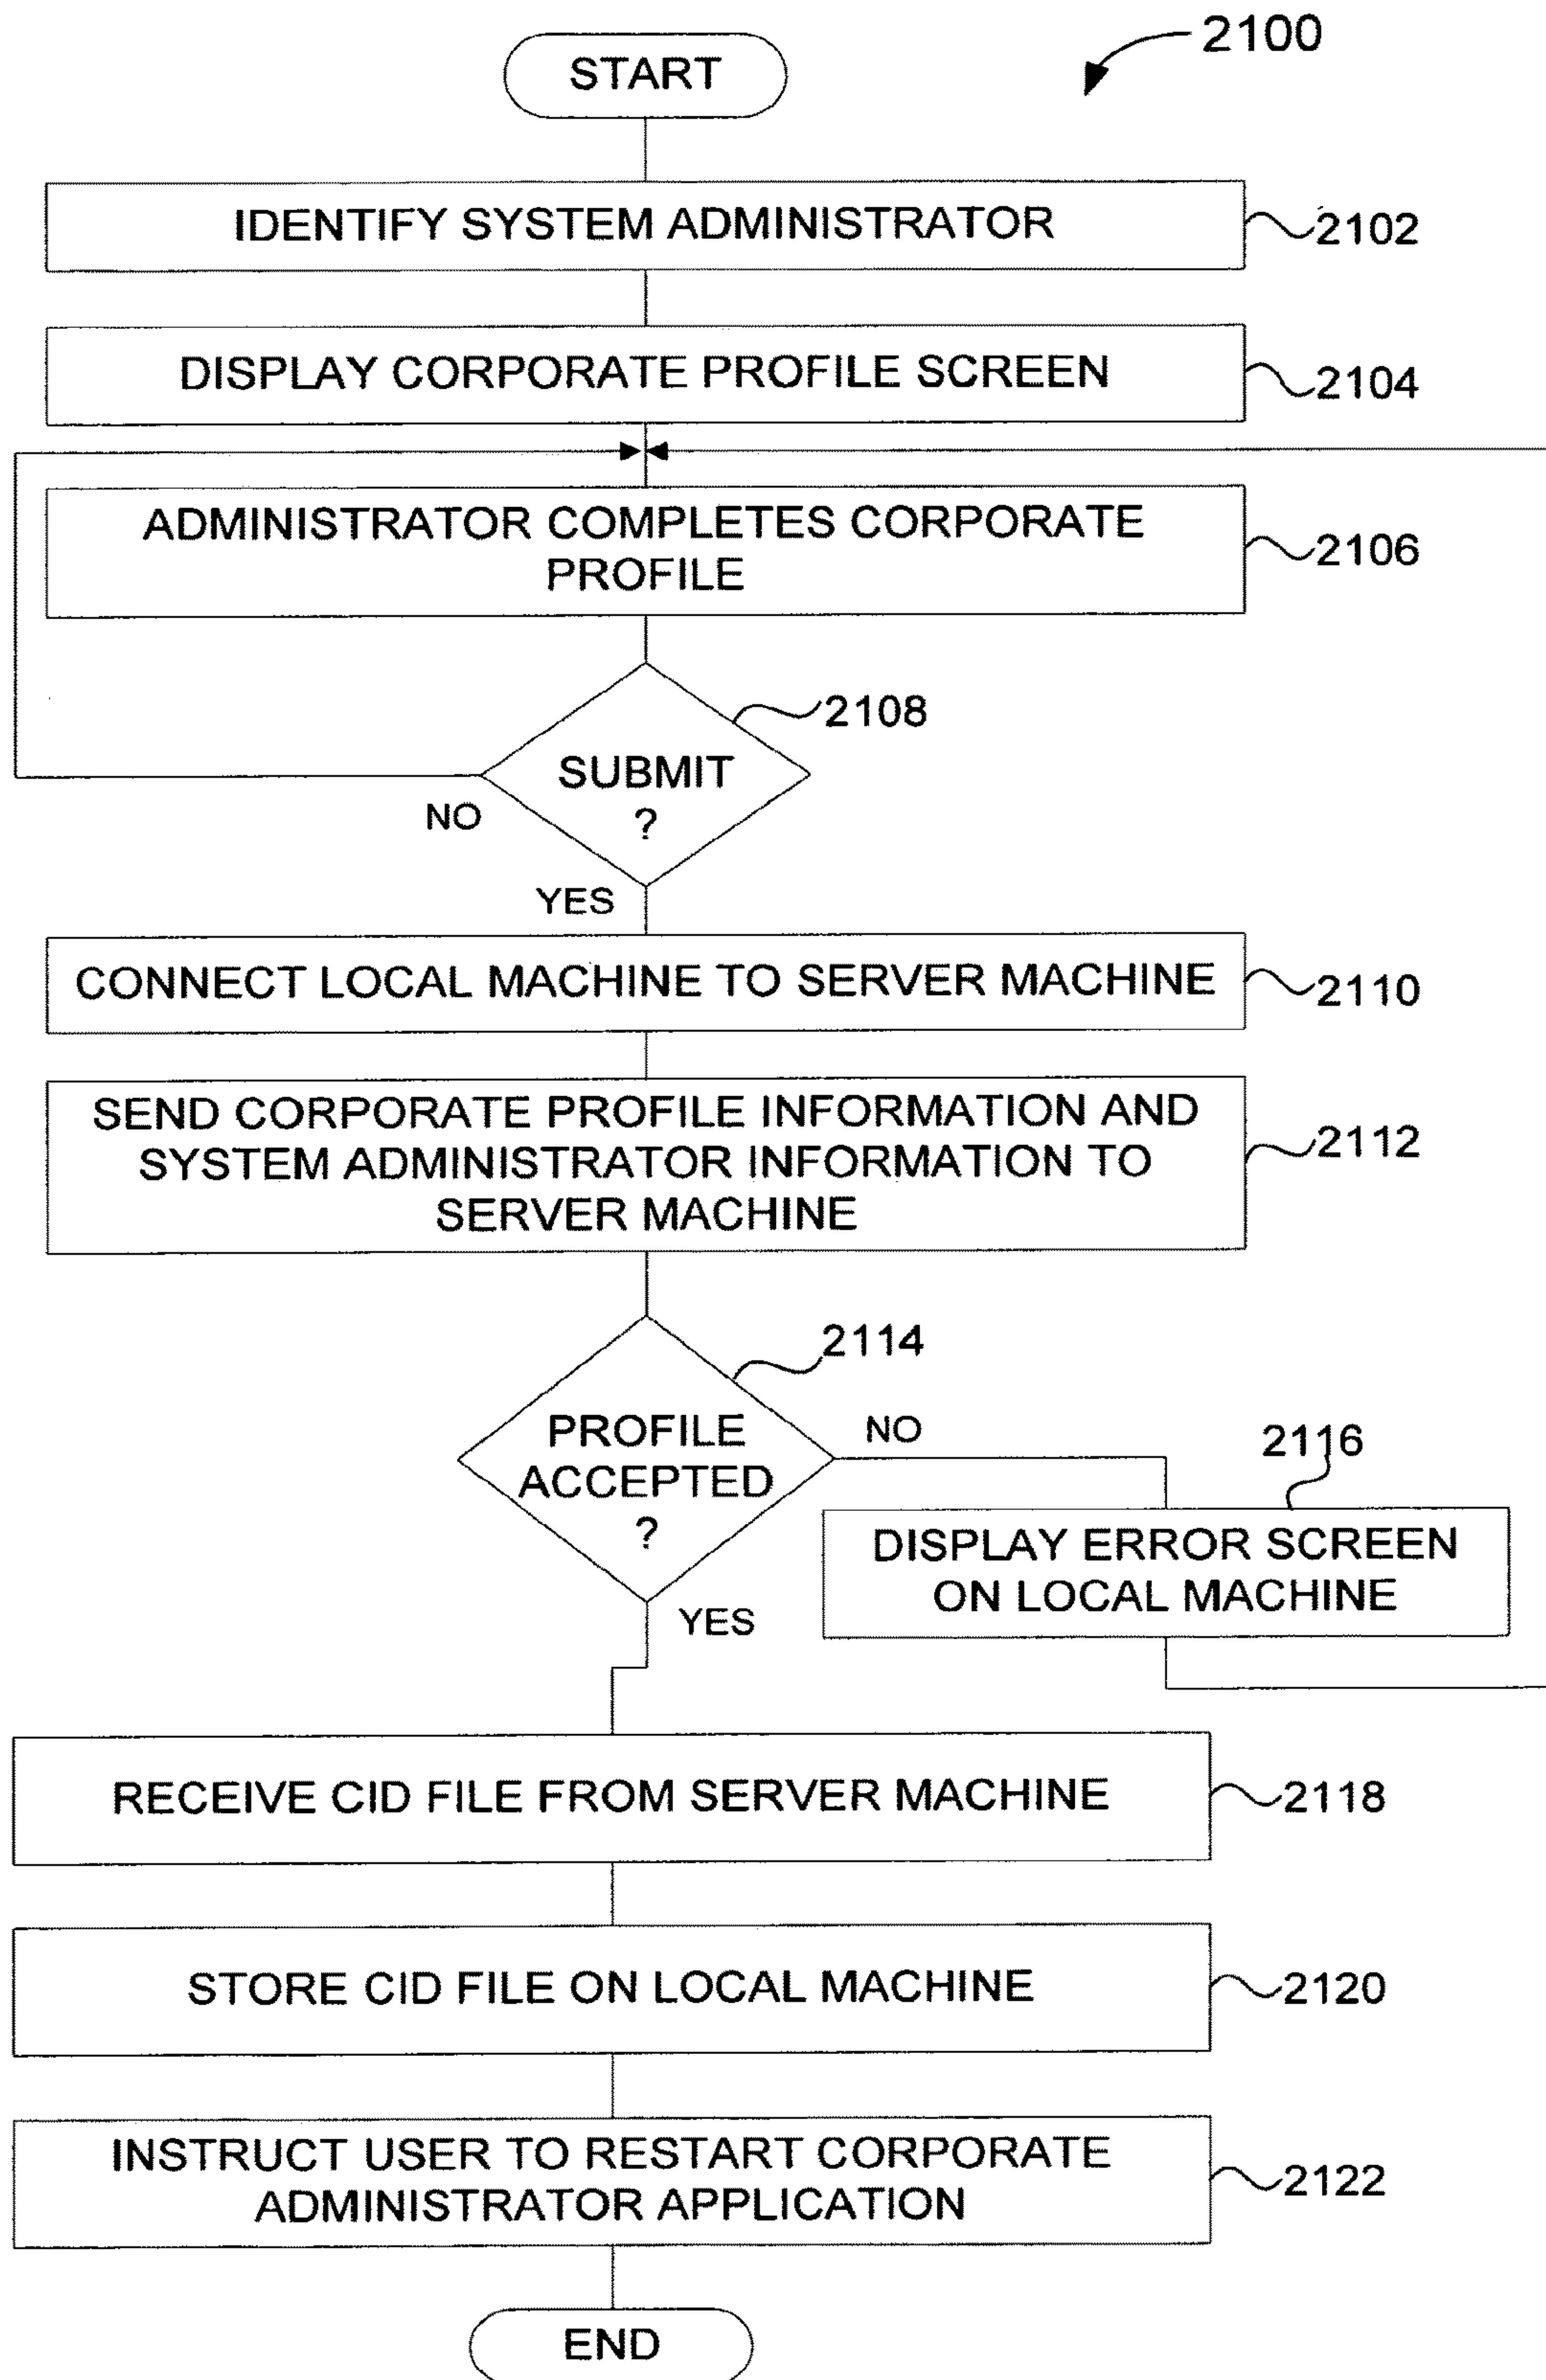 2100
START
IDENTIFY SYSTEM ADMINISTRATOR
2102
DISPLAY CORPORATE PROFILE SCREEN
2104
ADMINISTRATOR COMPLETES CORPORATE
PROFILE
2106
2108
SUBMIT
?
NO
YES
CONNECT LOCAL MACHINE TO SERVER MACHINE
2110
SEND CORPORATE PROFILE INFORMATION AND
SYSTEM ADMINISTRATOR INFORMATION TO
SERVER MACHINE
2112
2114
PROFILE
ACCEPTED
?
NO
2116
DISPLAY ERROR SCREEN
ON LOCAL MACHINE
YES
RECEIVE CID FILE FROM SERVER MACHINE
2118
STORE CID FILE ON LOCAL MACHINE
2120
INSTRUCT USER TO RESTART CORPORATE
ADMINISTRATOR APPLICATION
2122
END